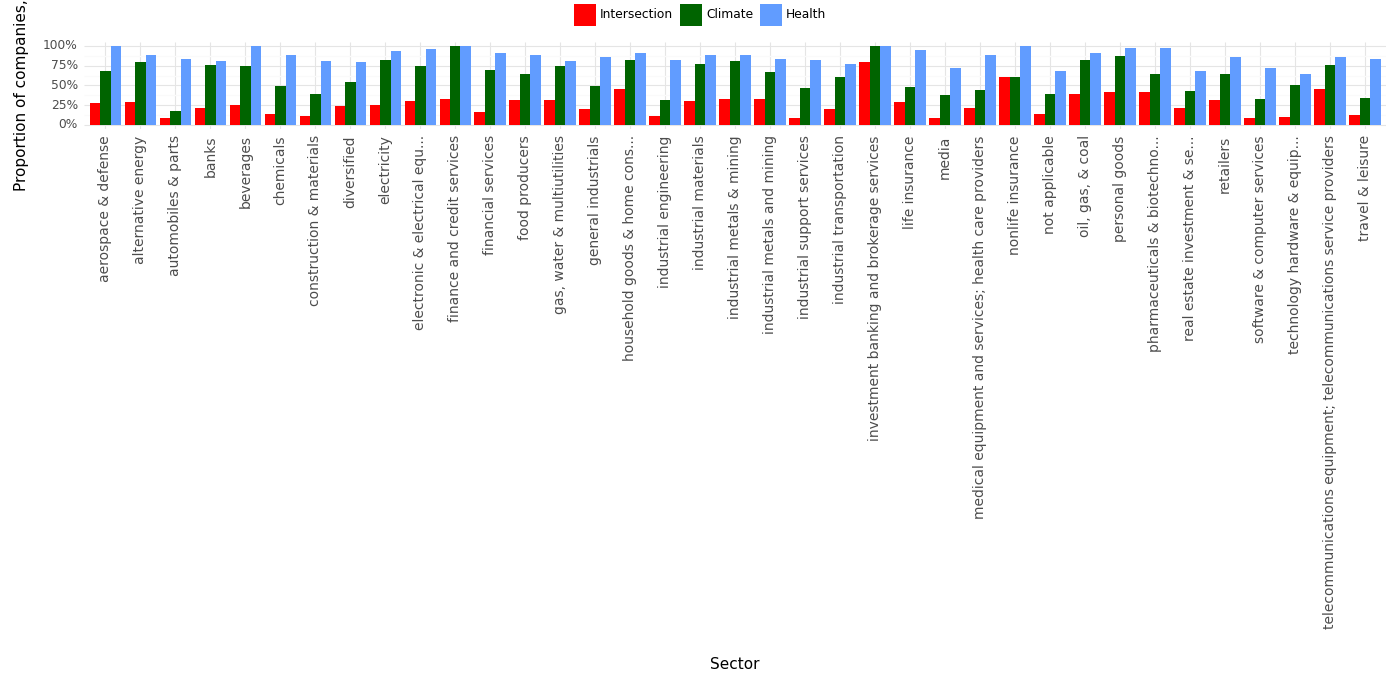 Intersection Climate Health
Proportion of companies,
100%
75%
50%
25%
0%
aerospace & defense
alternative energy
automobiles & parts
banks
beverages
chemicals
construction & materials
diversified
electricity
electronic & electrical equ...
finance and credit services
financial services
food producers
gas, water & multiutilities
general industrials
household goods & home cons...
industrial engineering
industrial materials
industrial metals & mining
industrial metals and mining
industrial support services
industrial transportation
investment banking and brokerage services
life insurance
media
medical equipment and services; health care providers
nonlife insurance
not applicable
oil, gas, & coal
personal goods
pharmaceuticals & biotechno...
real estate investment & se...
retailers
software & computer services
technology hardware & equip...
telecommunications equipment; telecommunications service providers
travel & leisure
Sector